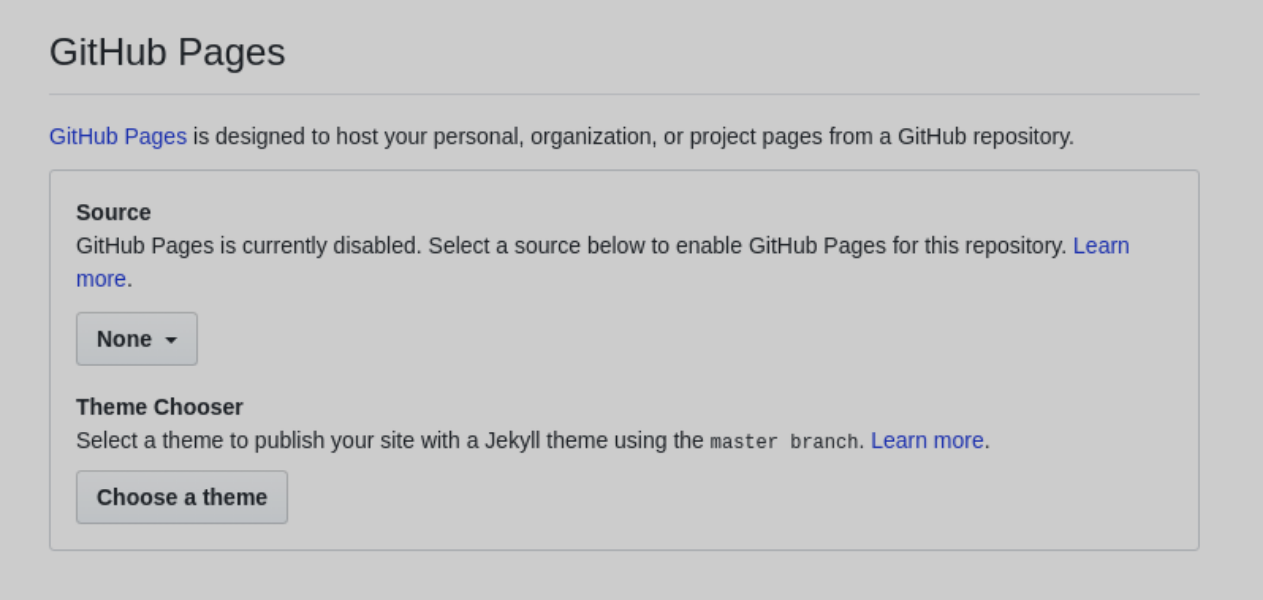 GitHub Pages
GitHub Pages is designed to host your personal, organization, or project pages from a GitHub repository.
Source
GitHub Pages is currently disabled. Select a source below to enable GitHub Pages for this repository. Learn
more.
None
Theme Chooser
Select a theme to publish your site with a Jekyll theme using the master branch. Learn more.
Choose a theme